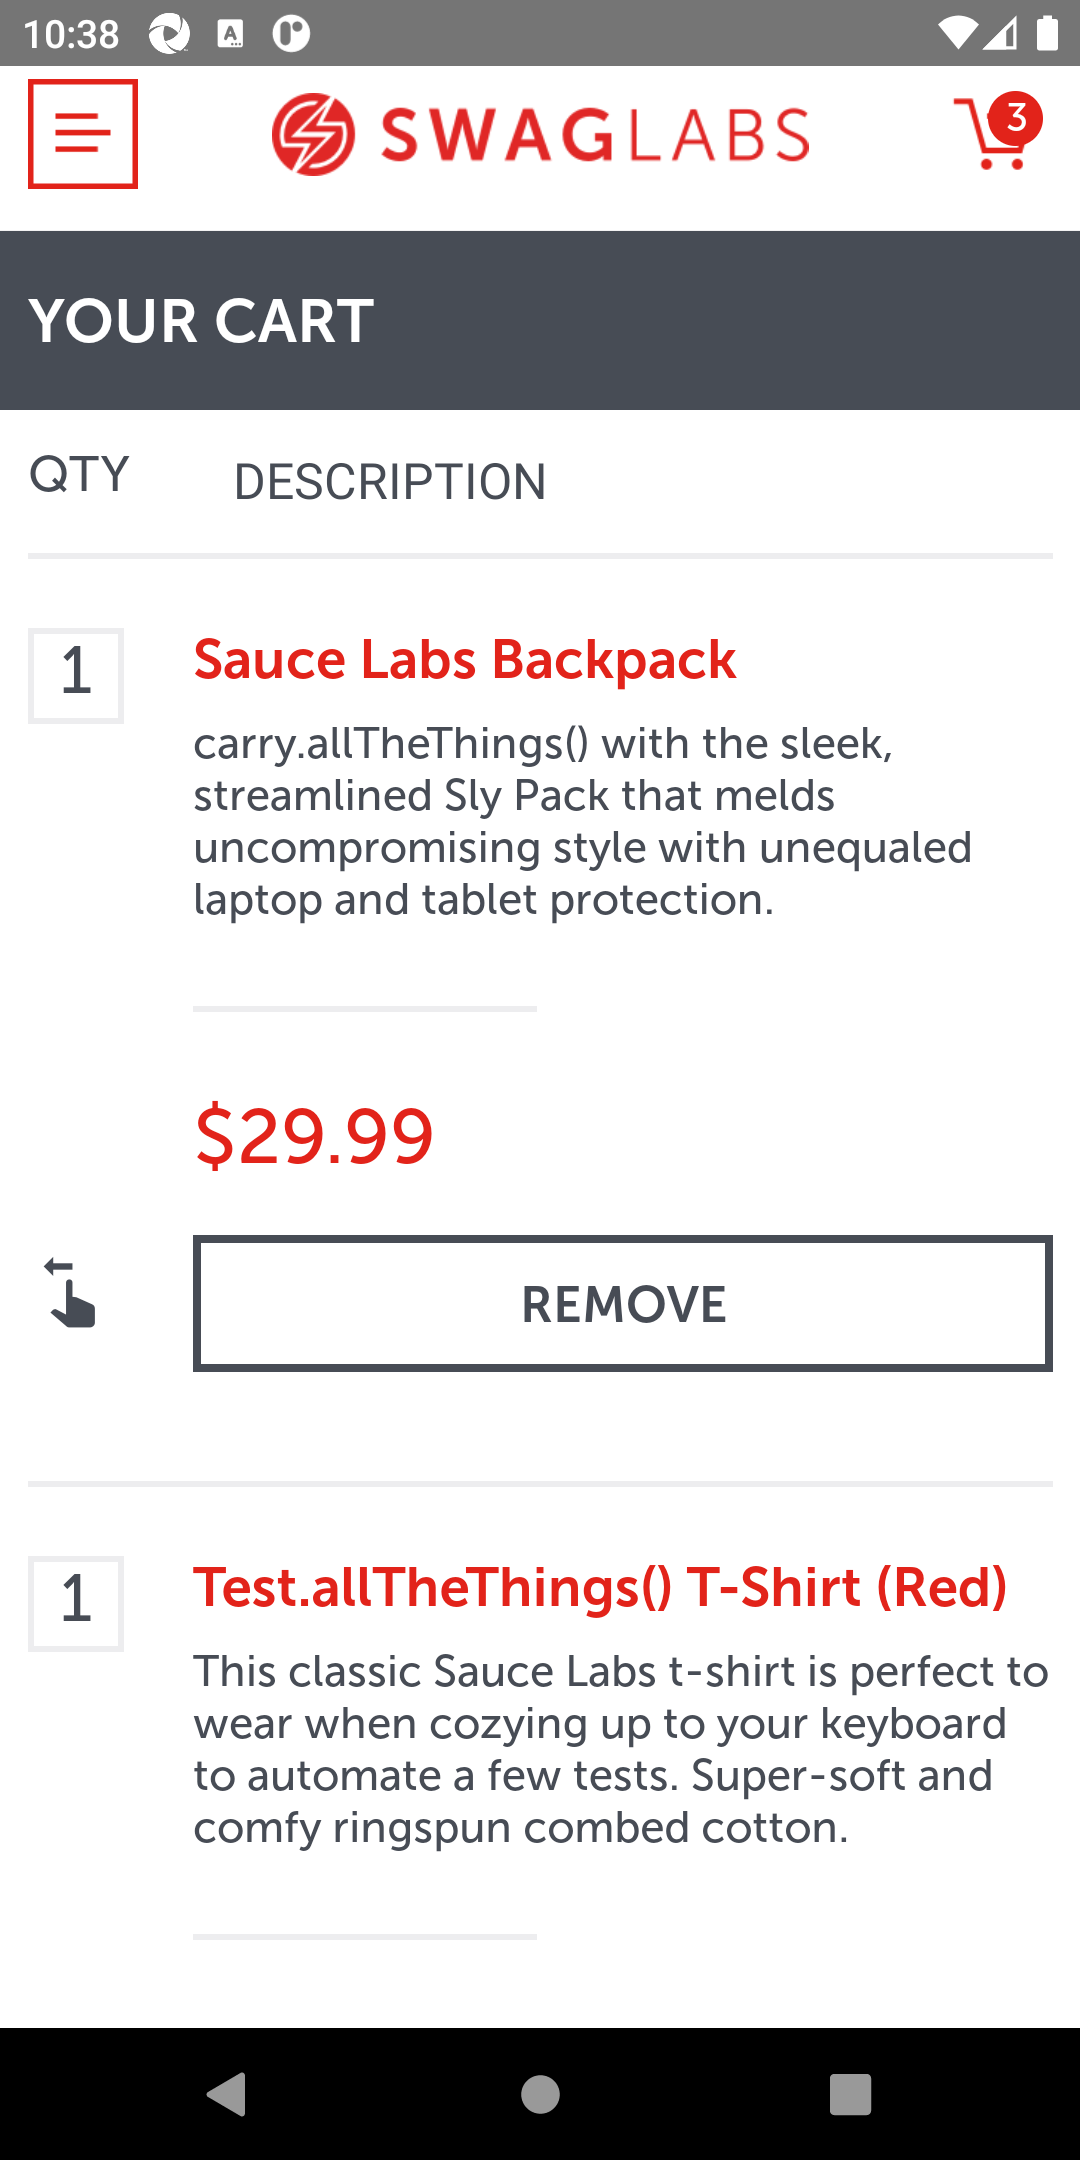 10:38
SWAGLABS
3
YOUR CART
QTY
DESCRIPTION
1
Sauce Labs Backpack
carry.allTheThings() with the sleek,
streamlined Sly Pack that melds
uncompromising style with unequaled
laptop and tablet protection.
$29.99
REMOVE
1
Test.allTheThings() T-Shirt (Red)
This classic Sauce Labs t-shirt is perfect to
wear when cozying up to your keyboard
to automate a few tests. Super-soft and
comfy ringspun combed cotton.